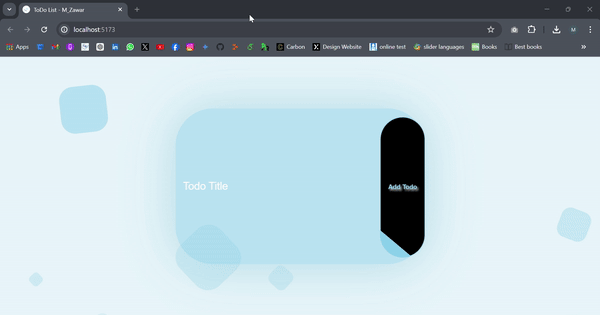 ToDo List - M_Zawar
localhost:5173
M
Apps
Carbon
Design Website
online test
slider languages
Books
Best books
Todo Title
Add Todo